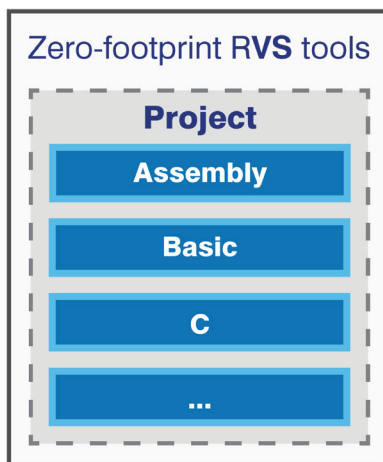 Zero-footprint RVS tools
Project
Assembly
Basic
C
...